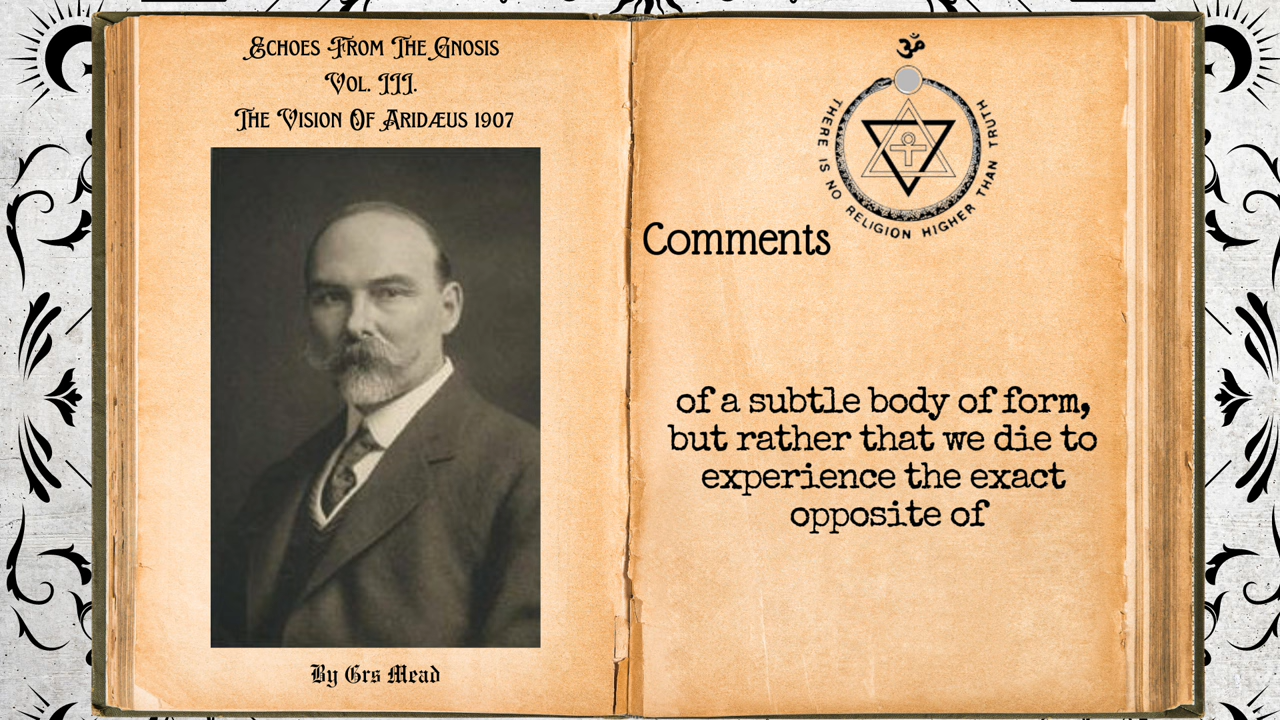 Echoes From The Gnosis
Vol. III.
The Vision Of Aridæus 1907
By Grs Mead
ॐ
THERE IS NO RELIGION HIGHER THAN TRUTH
Comments
of a subtle body of form,
but rather that we die to
experience the exact
opposite of